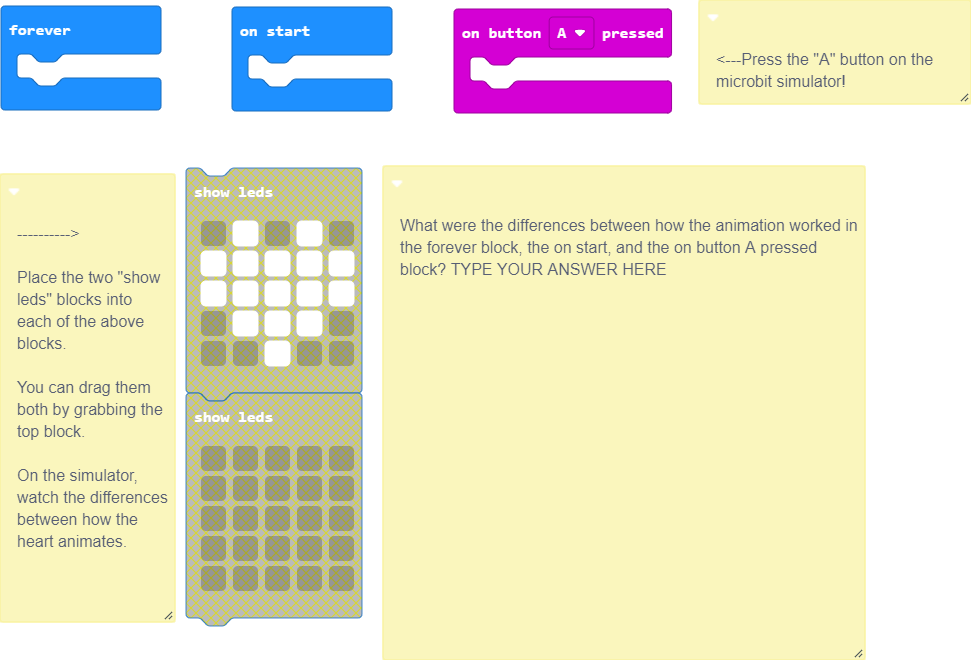 forever
on start
on button A pressed
<---Press the "A" button on the
microbit simulator!
---------->
Place the two "show
leds" blocks into
each of the above
blocks.
You can drag them
both by grabbing the
top block.
On the simulator,
watch the differences
between how the
heart animates.
show leds
show leds
What were the differences between how the animation worked in
the forever block, the on start, and the on button A pressed
block? TYPE YOUR ANSWER HERE